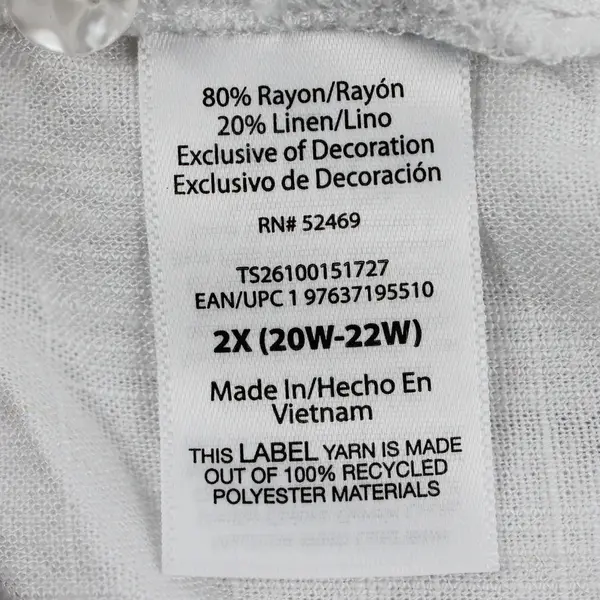 80% Rayon/Rayón
20% Linen/Lino
Exclusive of Decoration
Exclusivo de Decoración
RN# 52469
TS26100151727
EAN/UPC 1 97637195510
2X (20W-22W)
Made In/Hecho En
Vietnam
THIS LABEL YARN IS MADE
OUT OF 100% RECYCLED
POLYESTER MATERIALS